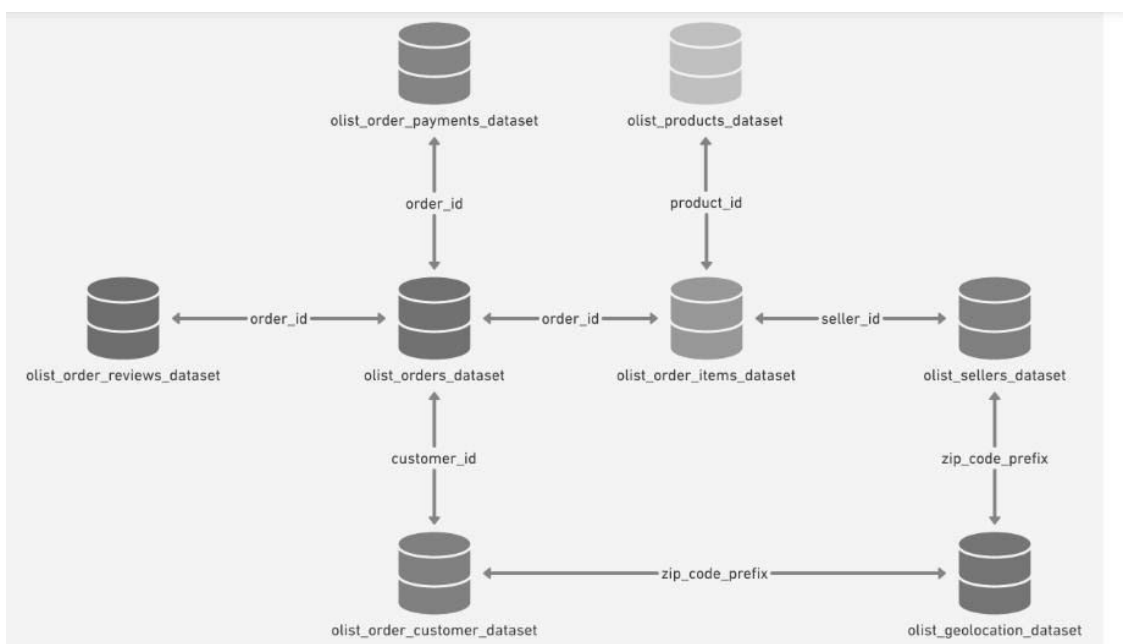 olist_order_payments_dataset
olist_products_dataset
order_id
product_id
order_id
order_id
seller_id
olist_order_reviews_dataset
olist_orders_dataset
olist_order_items_dataset
olist_sellers_dataset
customer_id
zip_code_prefix
zip_code_prefix
olist_order_customer_dataset
olist_geolocation_dataset